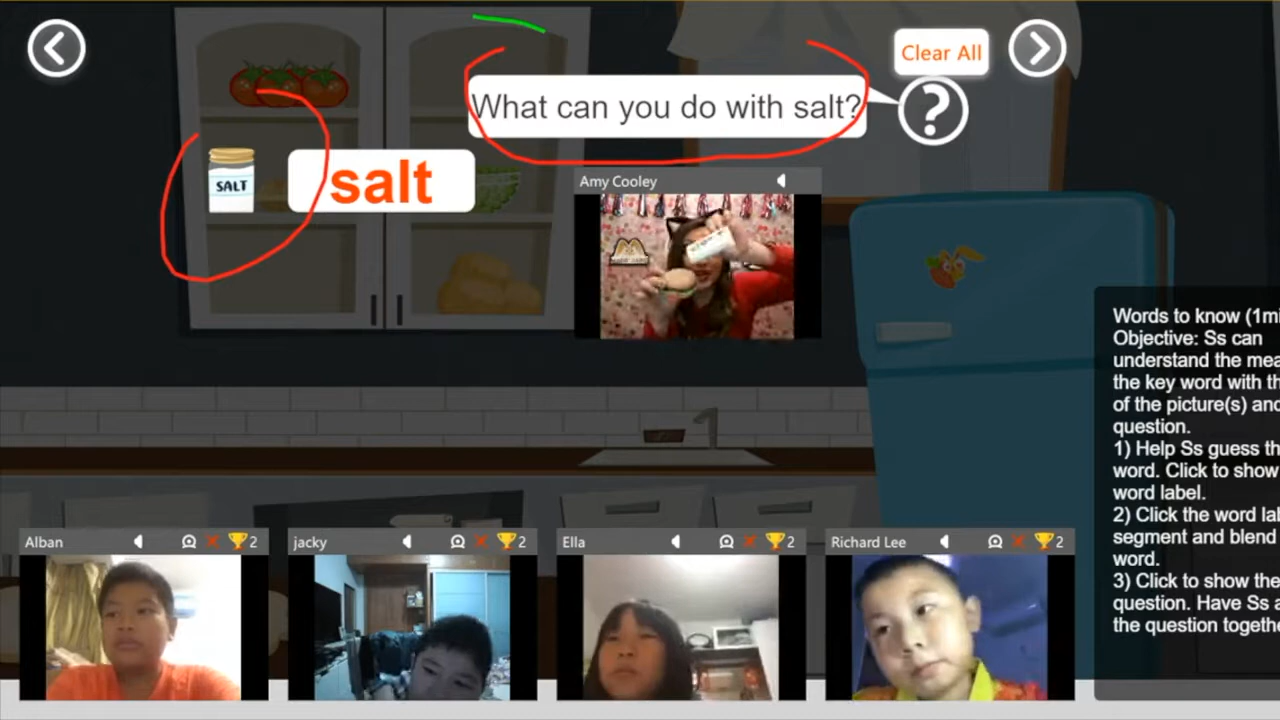 Clear All
What can you do with salt?
?
SALT
salt
Amy Cooley
Words to know (1mi
Objective: Ss can
understand the mea
the key word with th
of the picture(s) and
question.
1) Help Ss guess th
word. Click to show
word label.
2) Click the word lab
segment and blend
word.
3) Click to show the
question. Have Ss a
the question togethe
Alban
2
jacky
2
Ella
2
Richard Lee
2